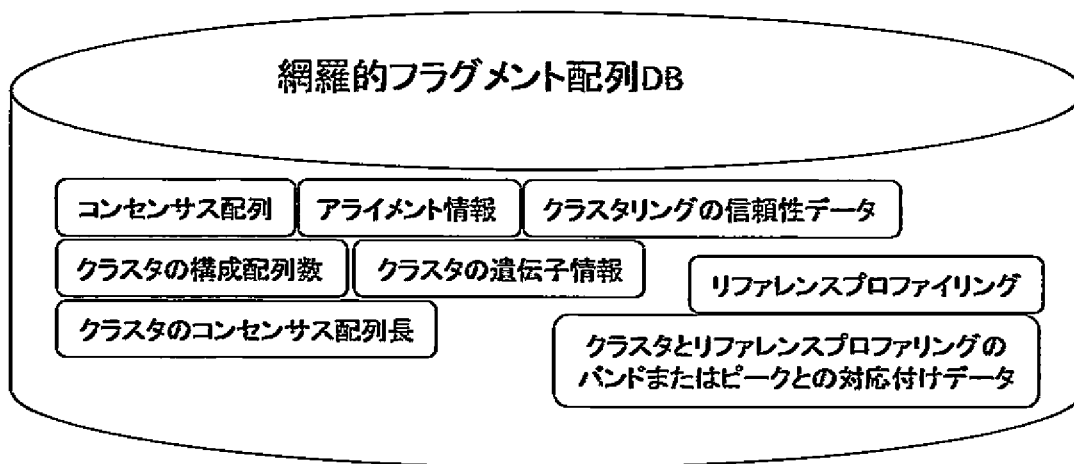 網羅的フラグメント配列DB
コンセンサス配列
アライメント情報
クラスタリングの信頼性データ
クラスタの構成配列数
クラスタの遺伝子情報
リファレンスプロファイリング
クラスタのコンセンサス配列長
クラスタとリファレンスプロファリングの
バンドまたはピークとの対応付けデータ